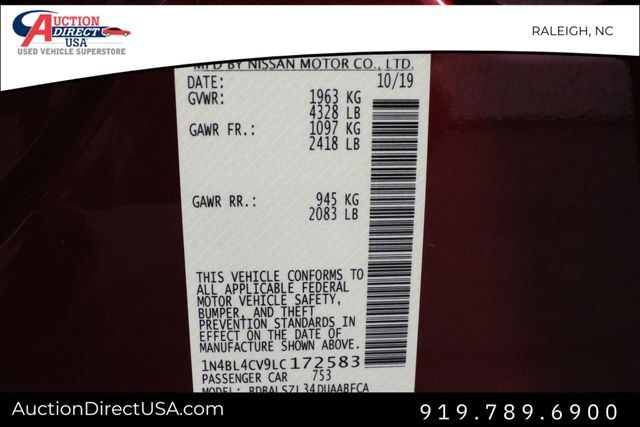 AUCTION
DIRECT
USA
USED VEHICLE SUPERSTORE
RALEIGH, NC
MFD BY NISSAN MOTOR CO., LTD.
DATE: 10/19
GVWR: 1963 KG
4328 LB
GAWR FR.: 1097 KG
2418 LB
GAWR RR.: 945 KG
2083 LB
THIS VEHICLE CONFORMS TO
ALL APPLICABLE FEDERAL
MOTOR VEHICLE SAFETY,
BUMPER, AND THEFT
PREVENTION STANDARDS IN
EFFECT ON THE DATE OF
MANUFACTURE SHOWN ABOVE.
1N4BL4CV9LC172583
PASSENGER CAR 753
AuctionDirectUSA.com
919.789.6900